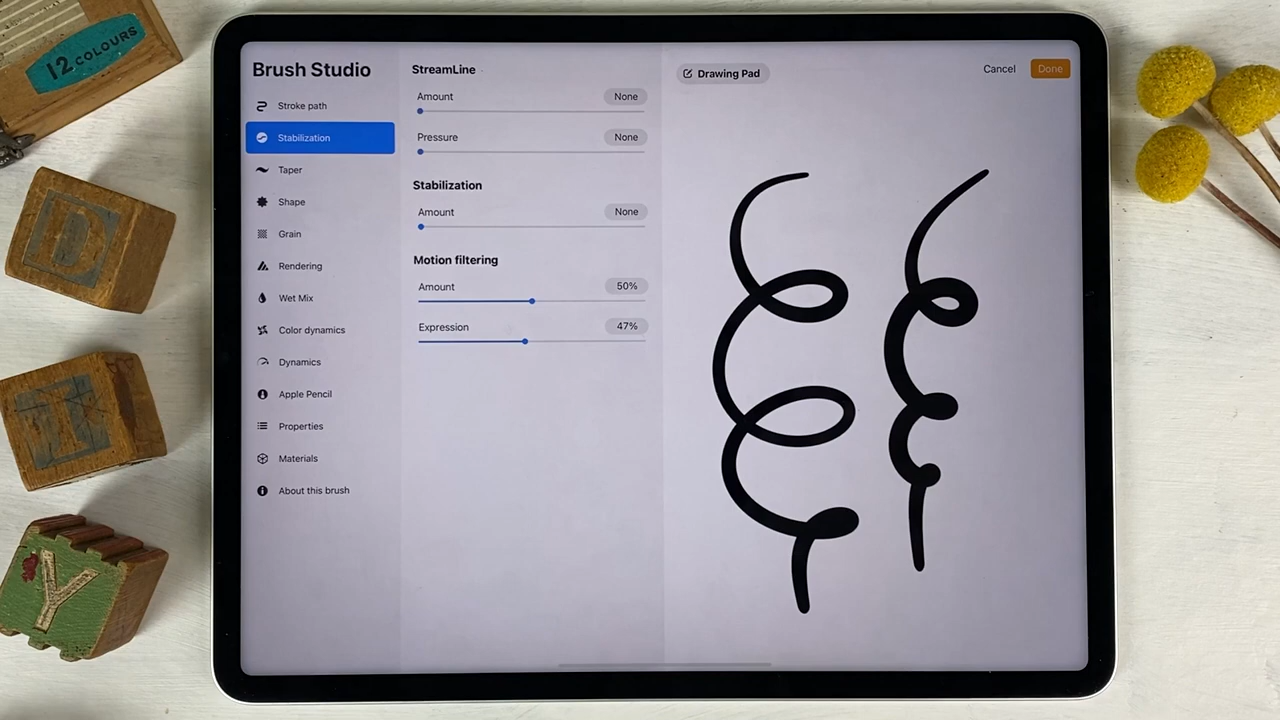 12 COLOURS
D
I
Y
Brush Studio
Stroke path
Stabilization
Taper
Shape
Grain
Rendering
Wet Mix
Color dynamics
Dynamics
Apple Pencil
Properties
Materials
About this brush
StreamLine
Amount None
Pressure None
Stabilization
Amount None
Motion filtering
Amount 50%
Expression 47%
Drawing Pad
Cancel Done